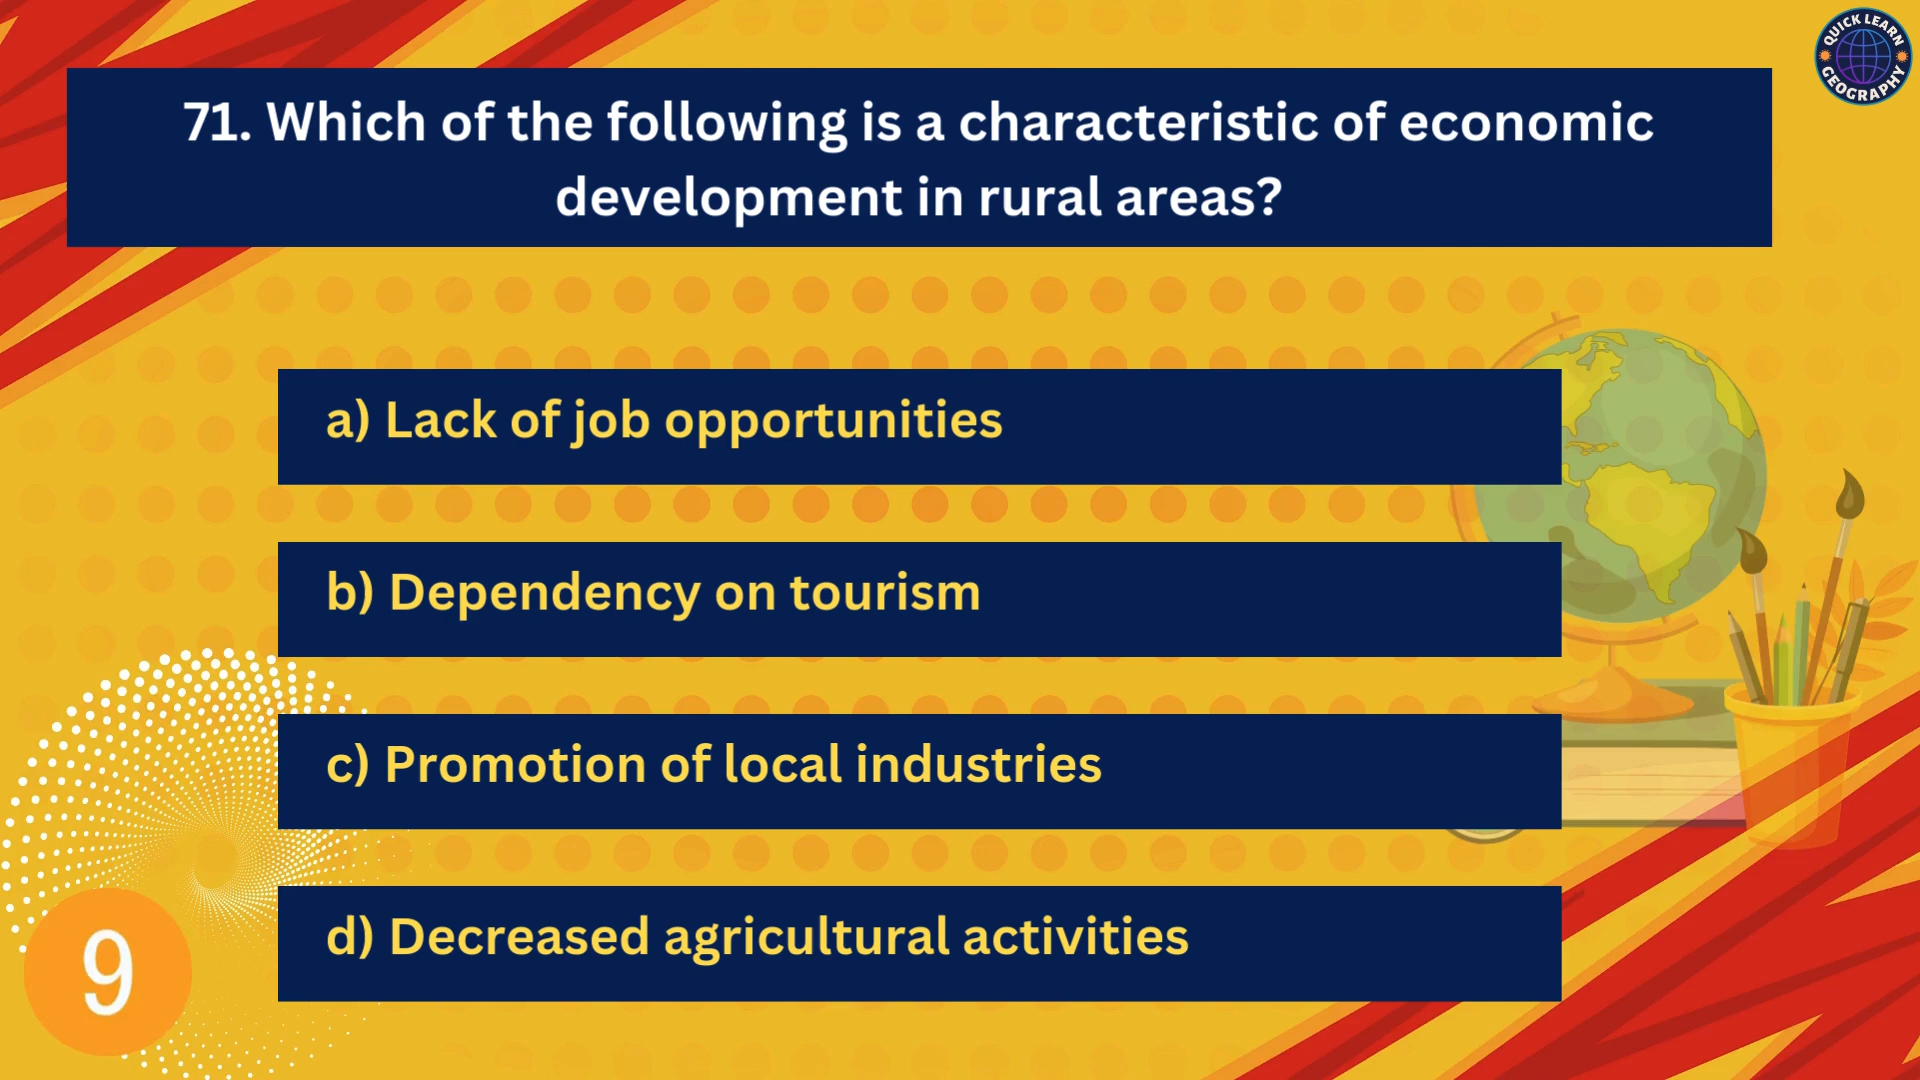 QUICK LEARN
GEOGRAPHY
71. Which of the following is a characteristic of economic
development in rural areas?
a) Lack of job opportunities
b) Dependency on tourism
c) Promotion of local industries
d) Decreased agricultural activities
9